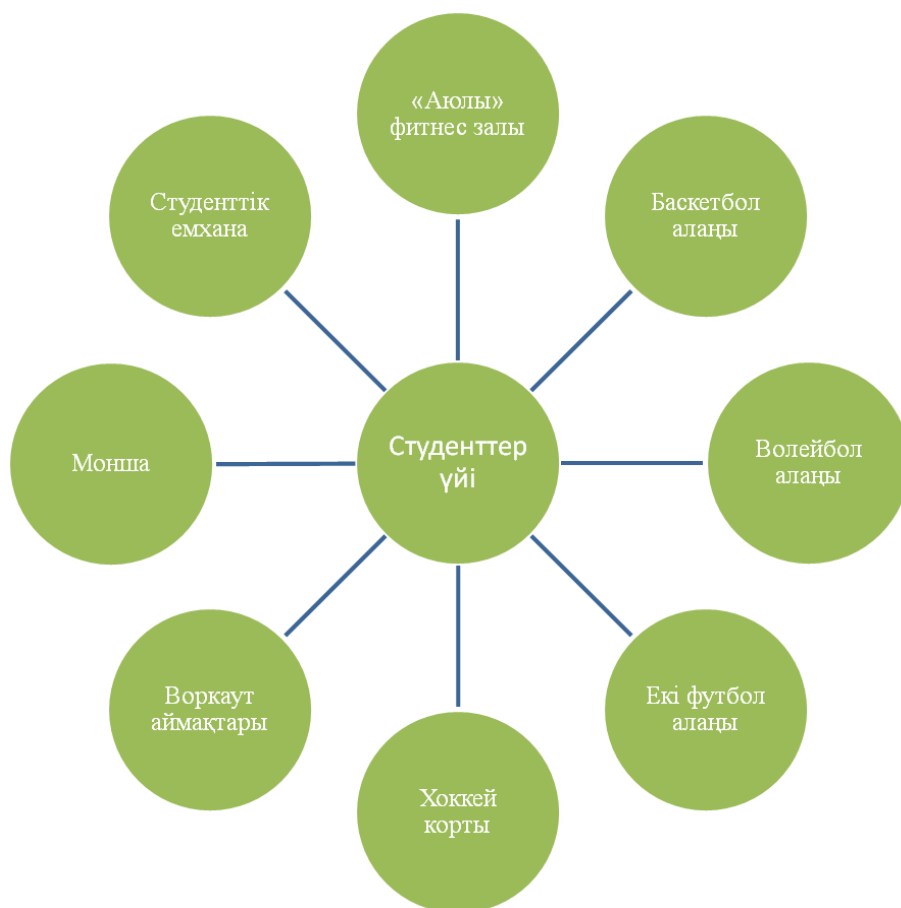 «Аюлы»
фитнес залы
Баскетбол
алаңы
Волейбол
алаңы
Екі футбол
алаңы
Хоккей
корты
Воркаут
аймақтары
Монша
Студенттік
емхана
Студенттер
үйі